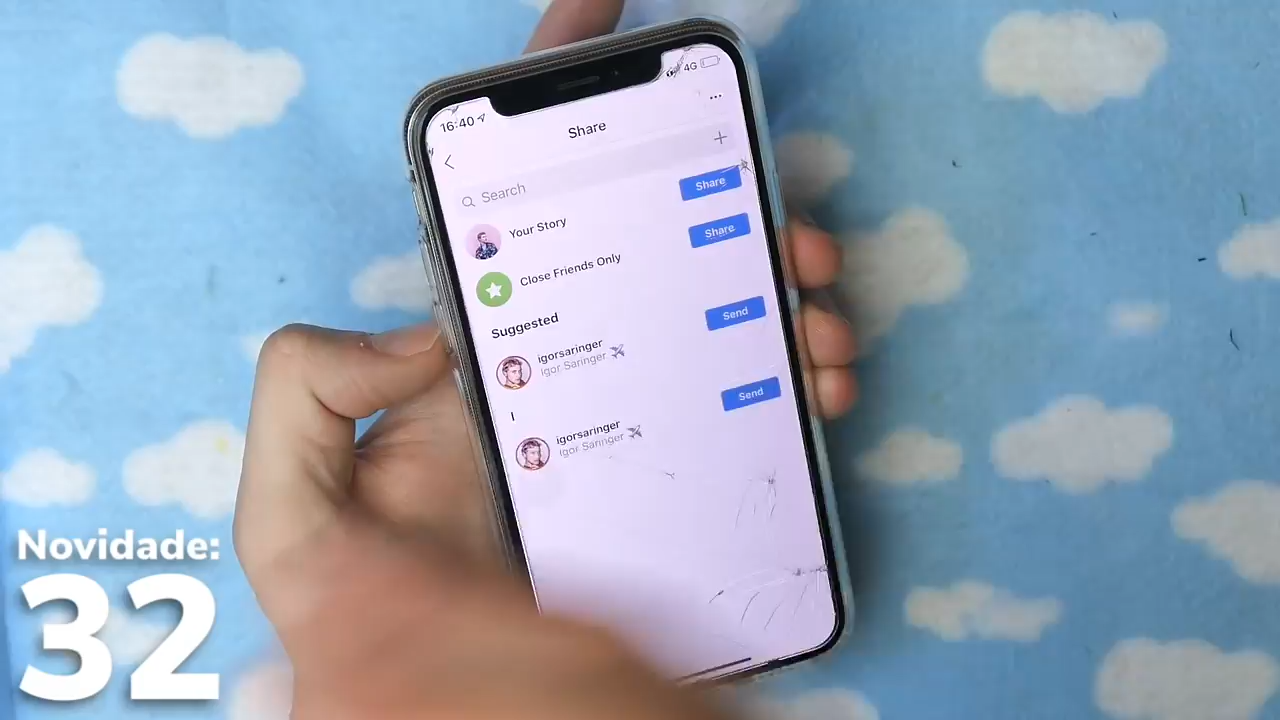 16:40
4G
Share
Search
Your Story
Share
Close Friends Only
Share
Suggested
igorsaringer
Igor Saringer
Send
I
igorsaringer
Igor Saringer
Send
Novidade:
32